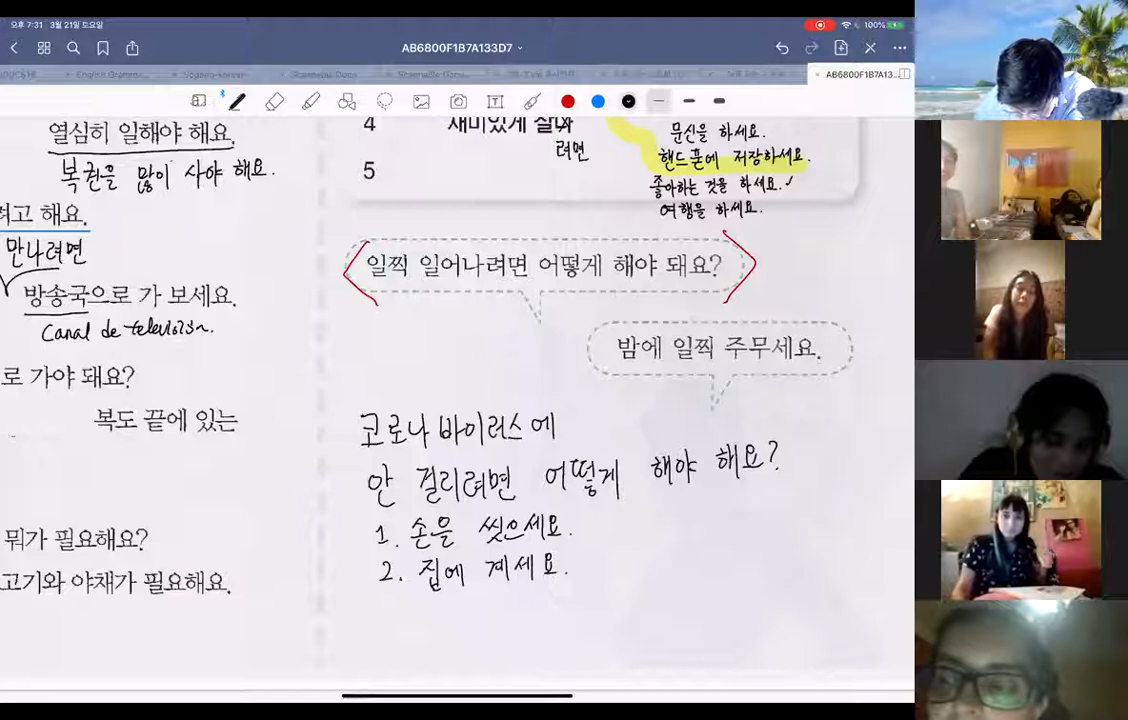 오후 7:31 3월 21일 토요일
100%
AB6800F1B7A133D7
AB6800F1B7A13...
열심히 일해야 해요.
복권을 많이 사야 해요.
려고 해요.
만나려면
방송국으로 가 보세요.
Canal de televisión.
로 가야 돼요?
복도 끝에 있는
뭐가 필요해요?
고기와 야채가 필요해요.
4 재미있게 살다
려면
5
문신을 하세요.
핸드폰에 저장하세요.
좋아하는 것을 하세요.
여행을 하세요.
일찍 일어나려면 어떻게 해야 돼요?
밤에 일찍 주무세요.
코로나 바이러스에
안 걸리려면 어떻게 해야 해요?
1. 손을 씻으세요.
2. 집에 계세요.